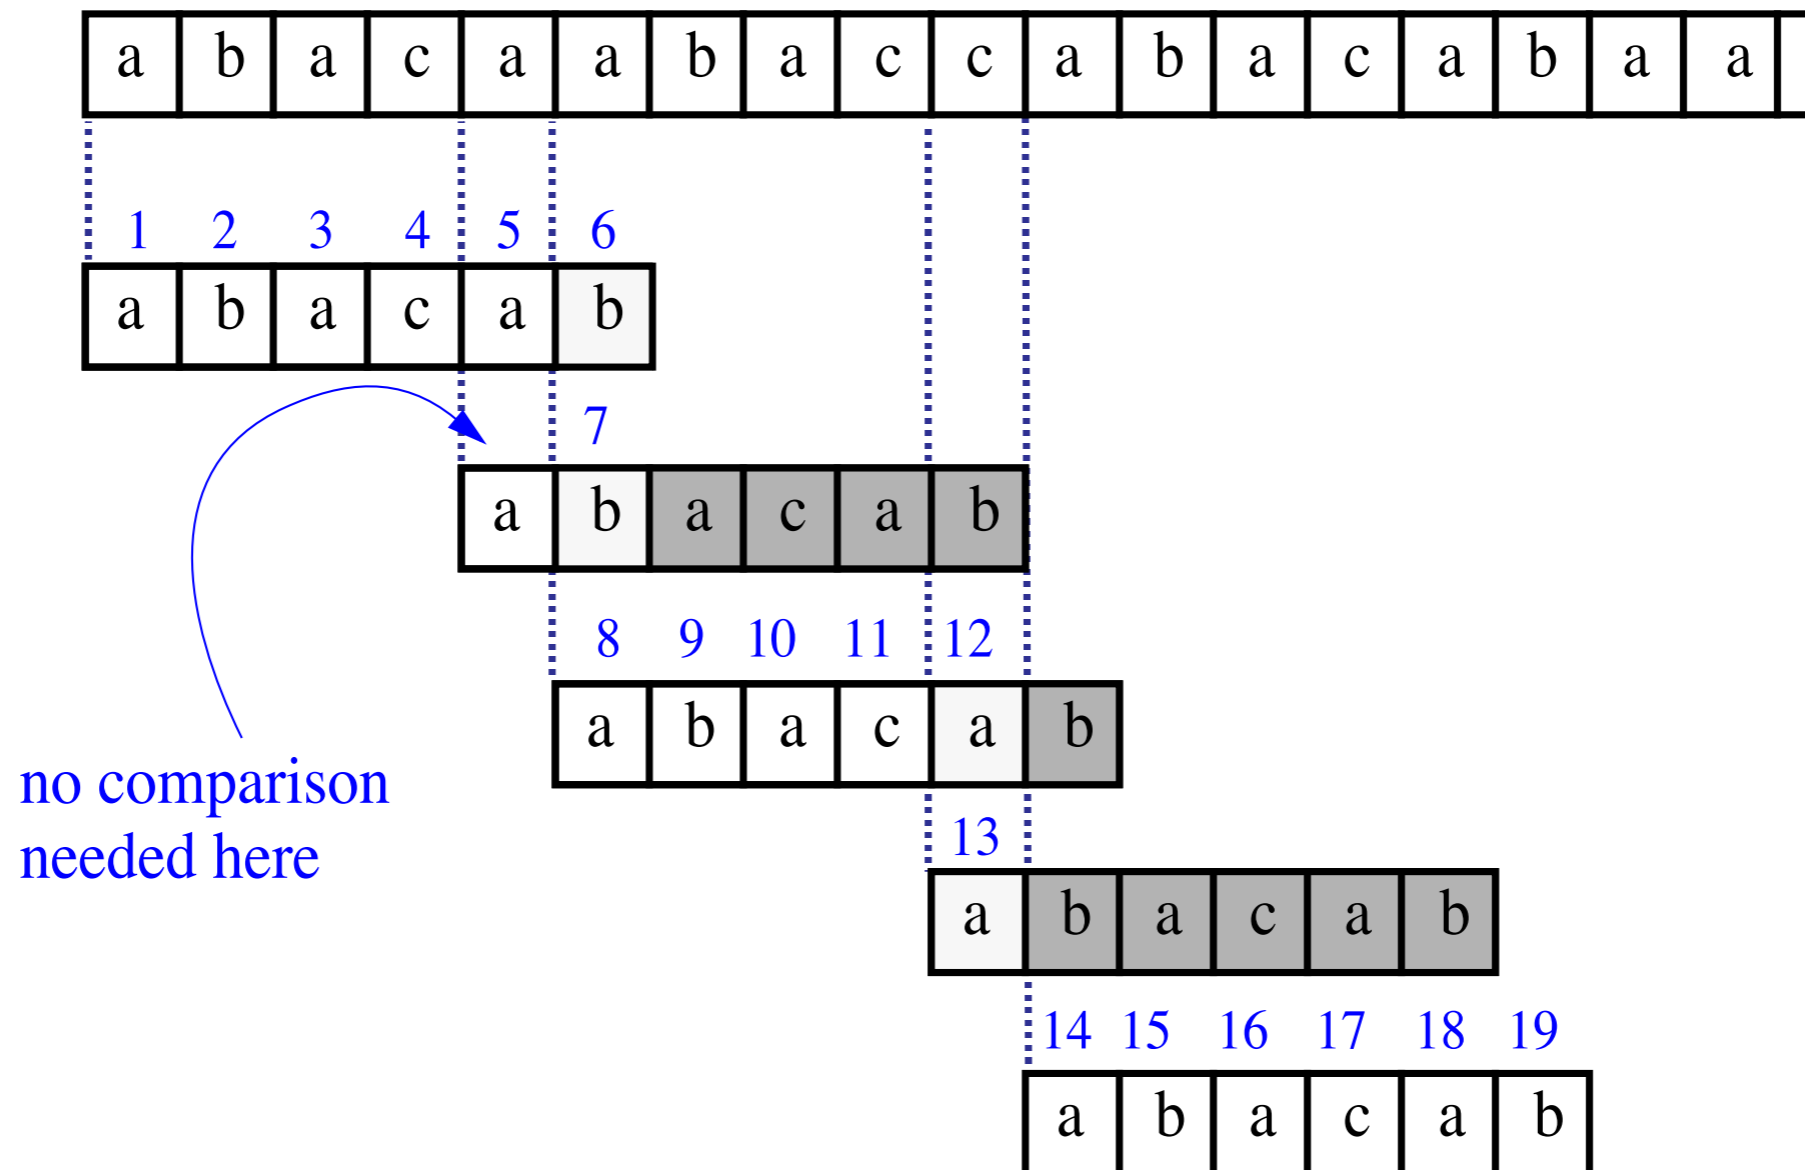 a b a c a a b a c c a b a c a b a a
1 2 3 4 5 6
a b a c a b
7
a b a c a b
8 9 10 11 12
a b a c a b
no comparison
needed here
13
a b a c a b
14 15 16 17 18 19
a b a c a b